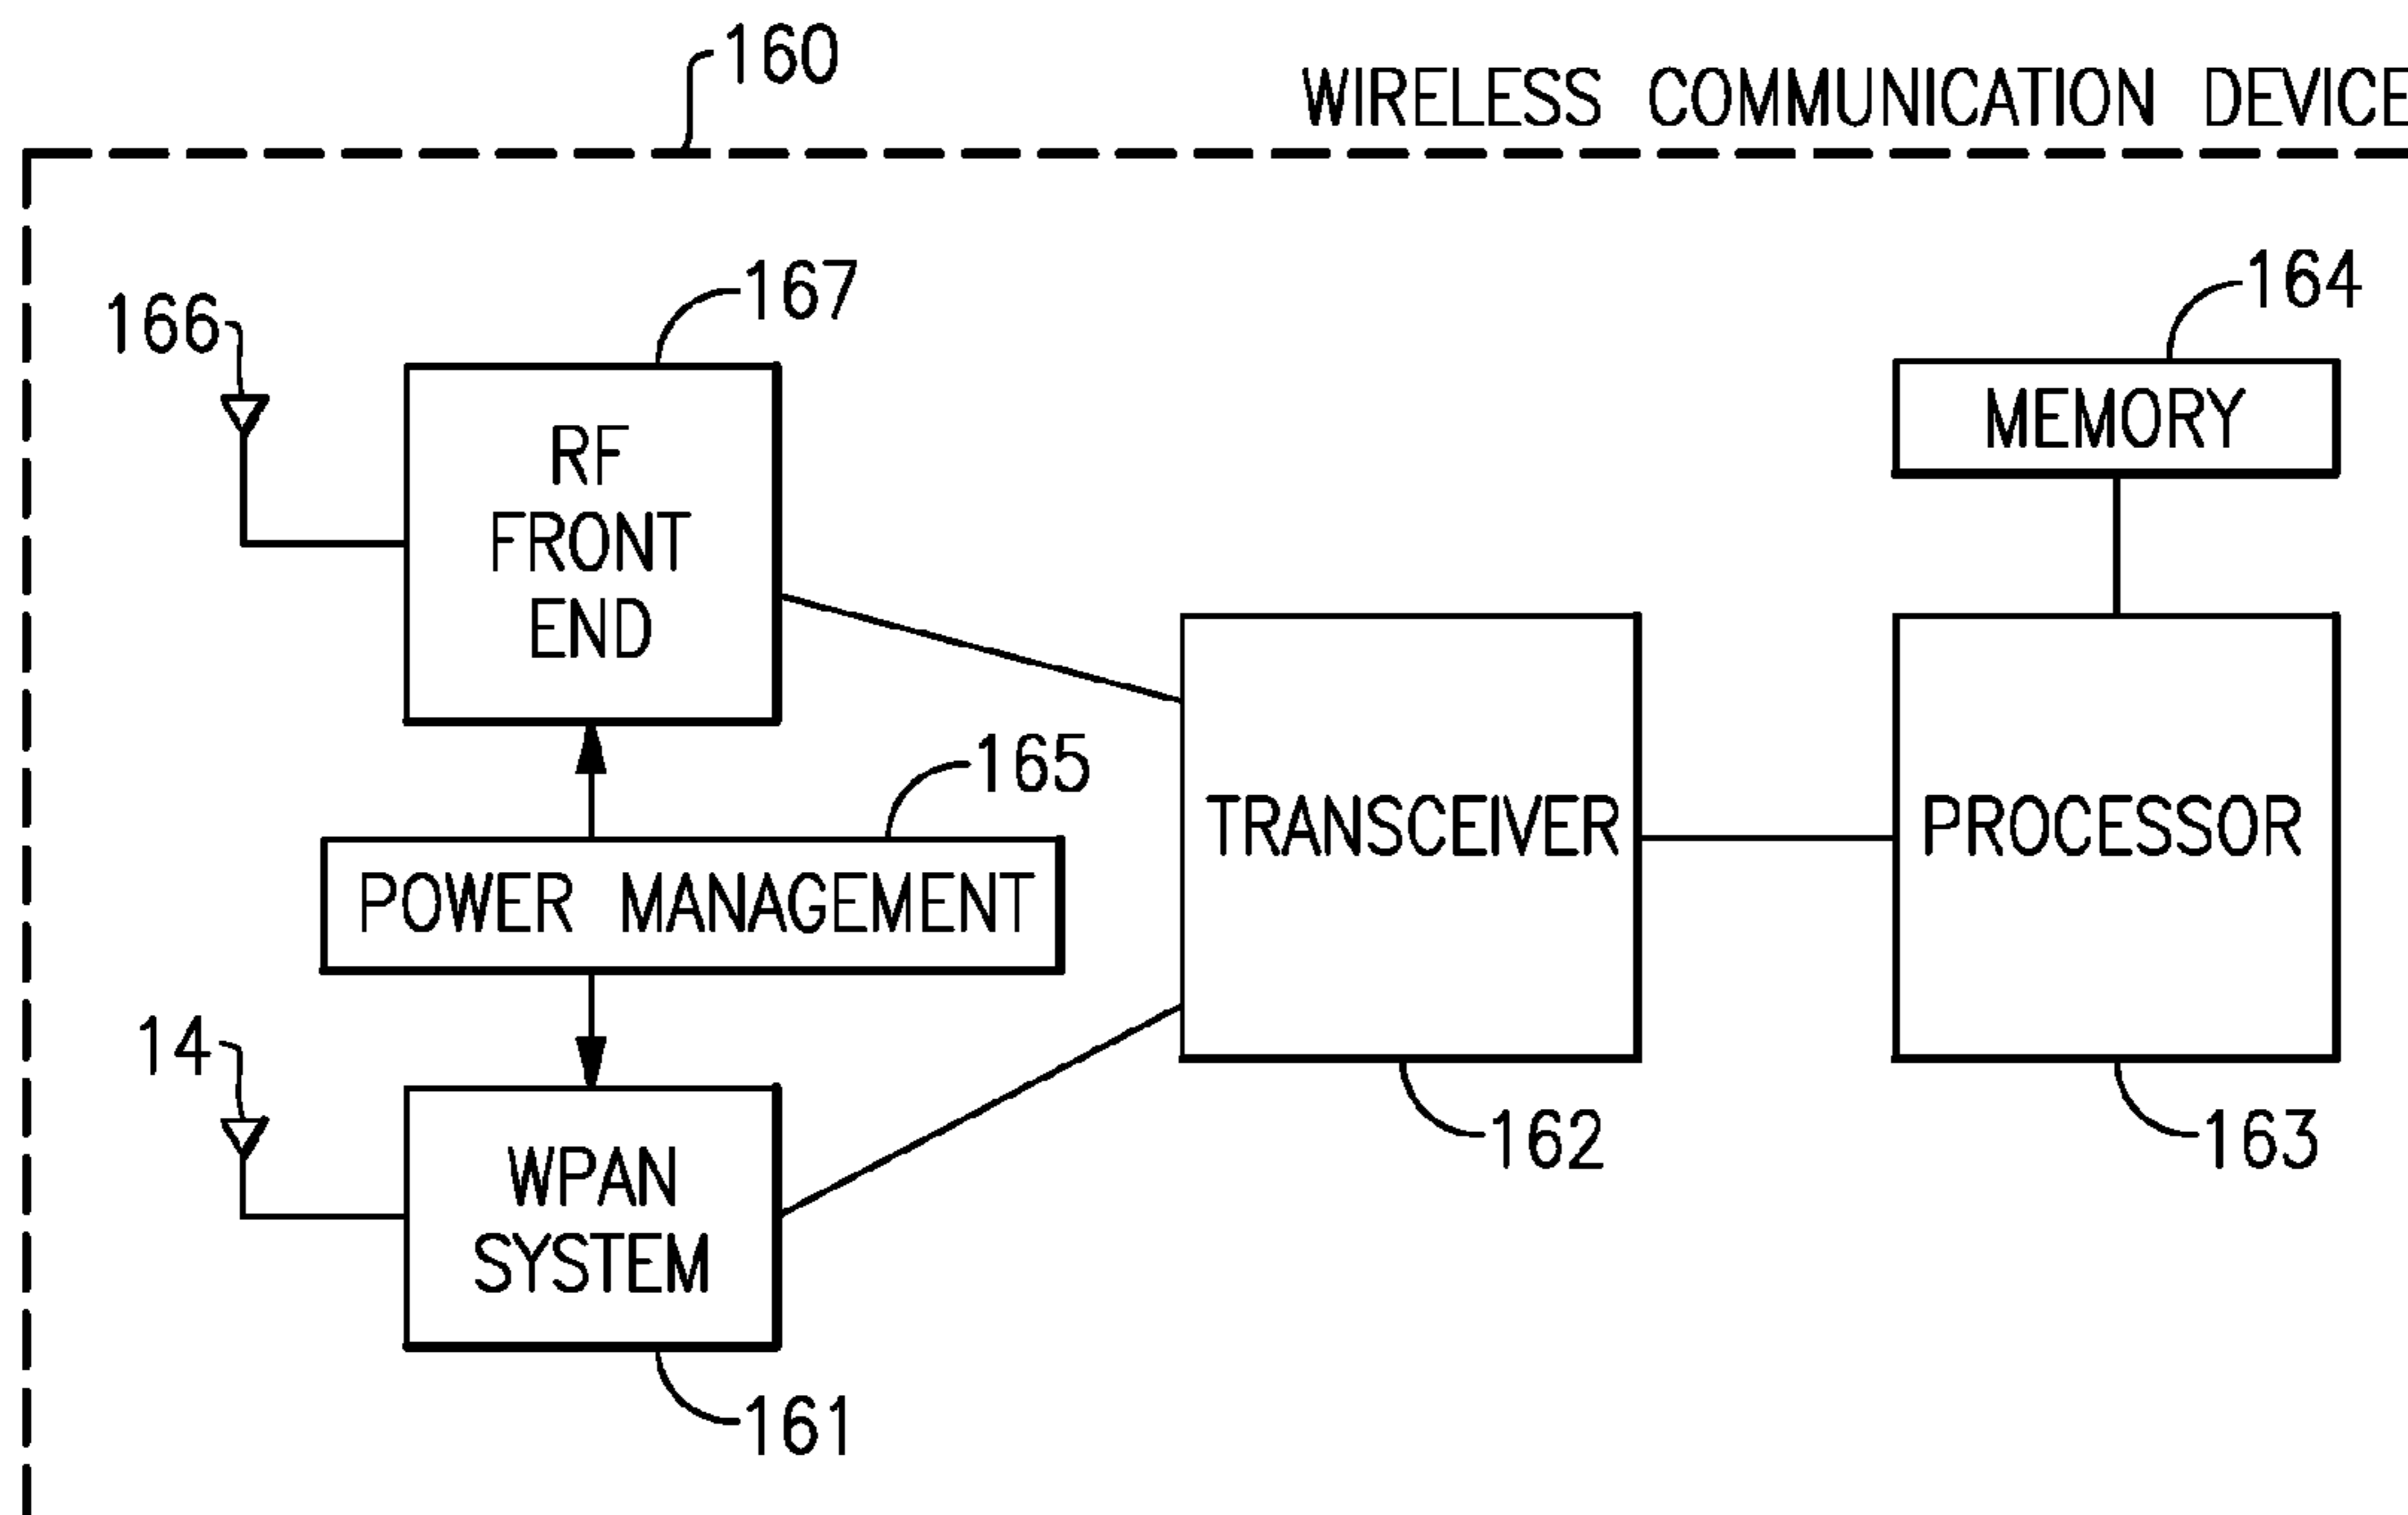 160
WIRELESS COMMUNICATION DEVICE
166
167
164
RF
FRONT
END
MEMORY
165
TRANSCEIVER
PROCESSOR
POWER MANAGEMENT
14
162
163
WPAN
SYSTEM
161